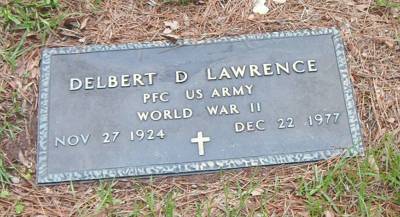 DELBERT D LAWRENCE
PFC US ARMY
WORLD WAR II
NOV 27 1924 DEC 22 1977